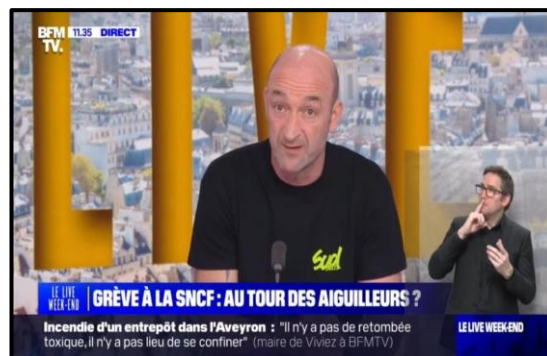 BFM 11.35 DIRECT
TV.
LIVE
Sud
LE LIVE
WEEK-END
GRÈVE À LA SNCF : AU TOUR DES AIGUILLEURS ?
Incendie d'un entrepôt dans l'Aveyron : "Il n'y a pas de retombée
toxique, il n'y a pas lieu de se confiner" (maire de Viviez à BFMTV)
LE LIVE WEEK-END